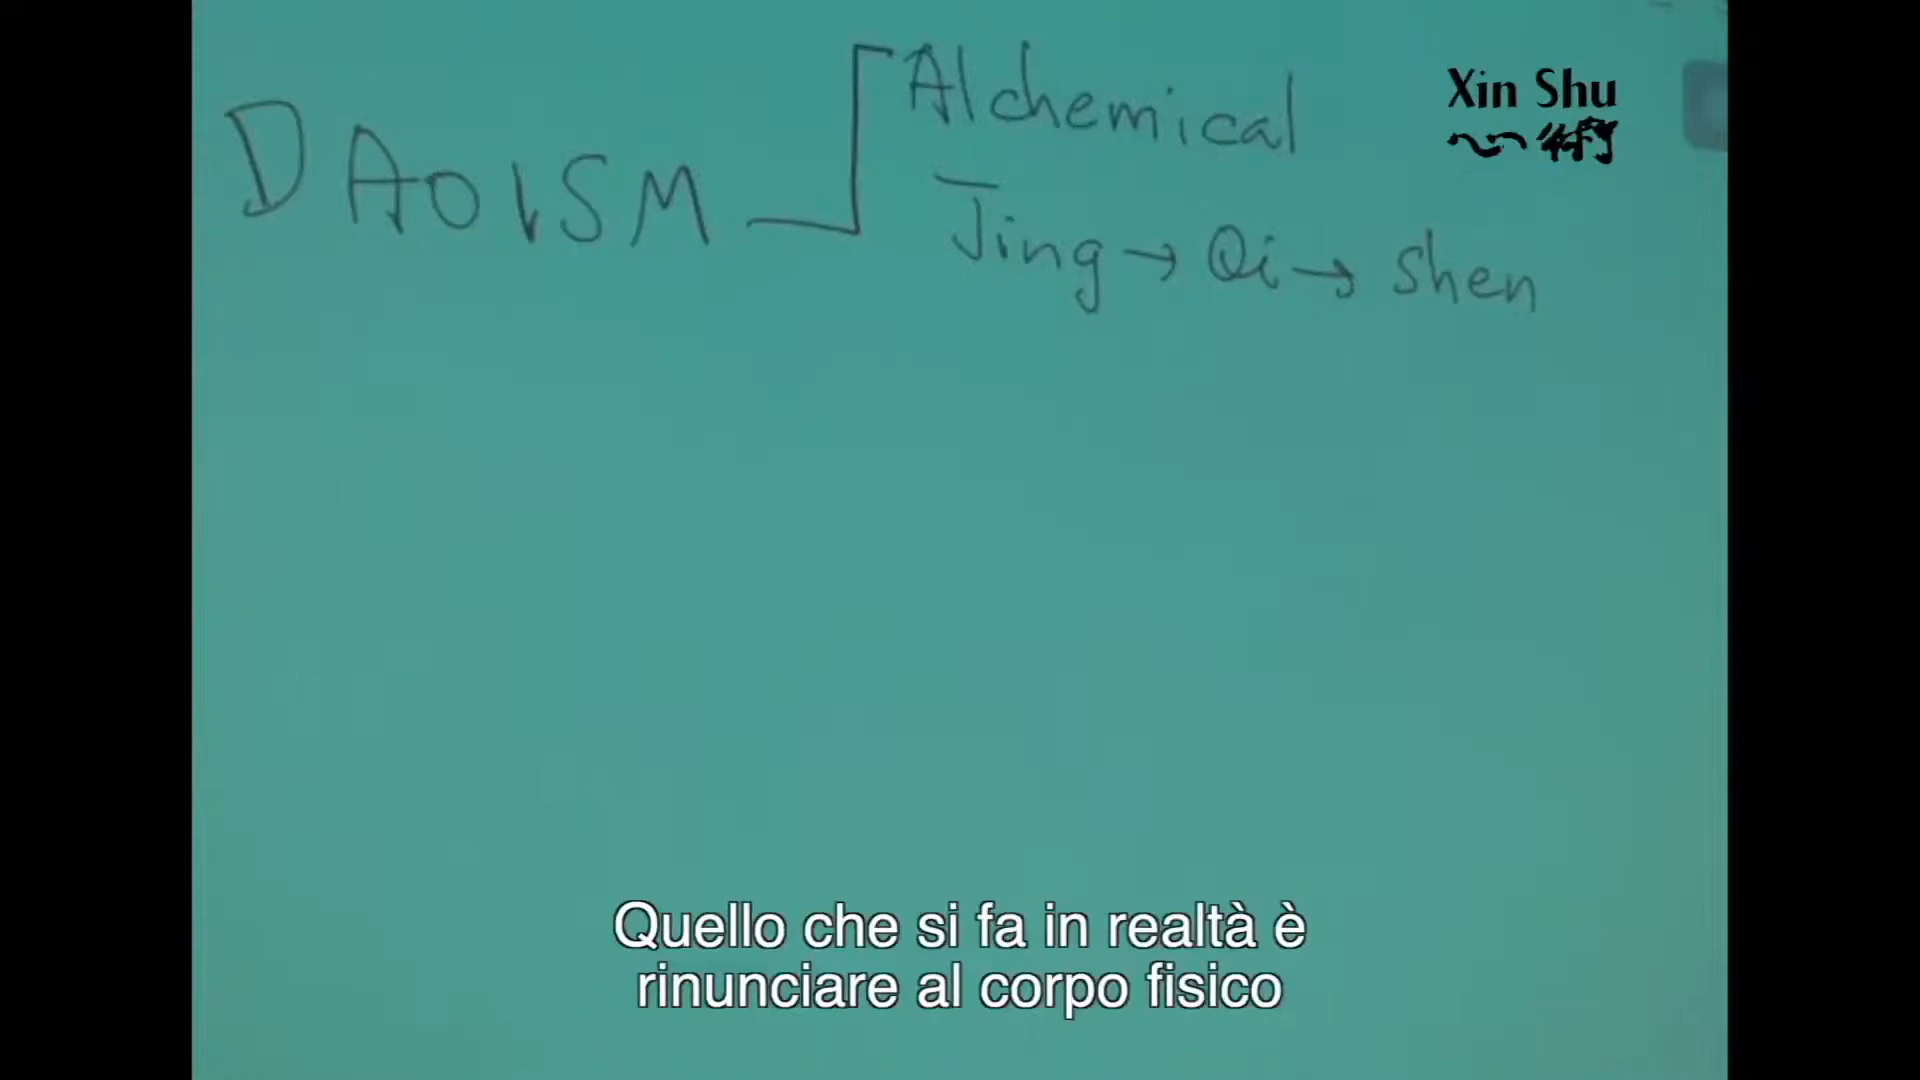 DAOISM
Alchemical
Jing → Qi → Shen
Xin Shu
心術
Quello che si fa in realtà è
rinunciare al corpo fisico